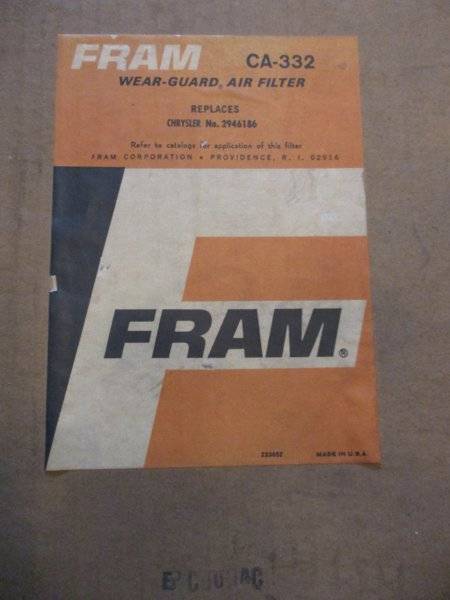 FRAM CA-332
WEAR-GUARD AIR FILTER
REPLACES
CHRYSLER No. 2946186
Refer to catalogs for application of this filter
FRAM CORPORATION • PROVIDENCE, R. I. 02916
FRAM®
MADE IN U.S.A.